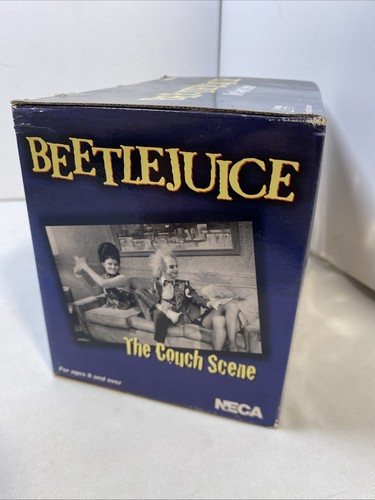 BEETLEJUICE
The Couch Scene
For ages 8 and over
NECA